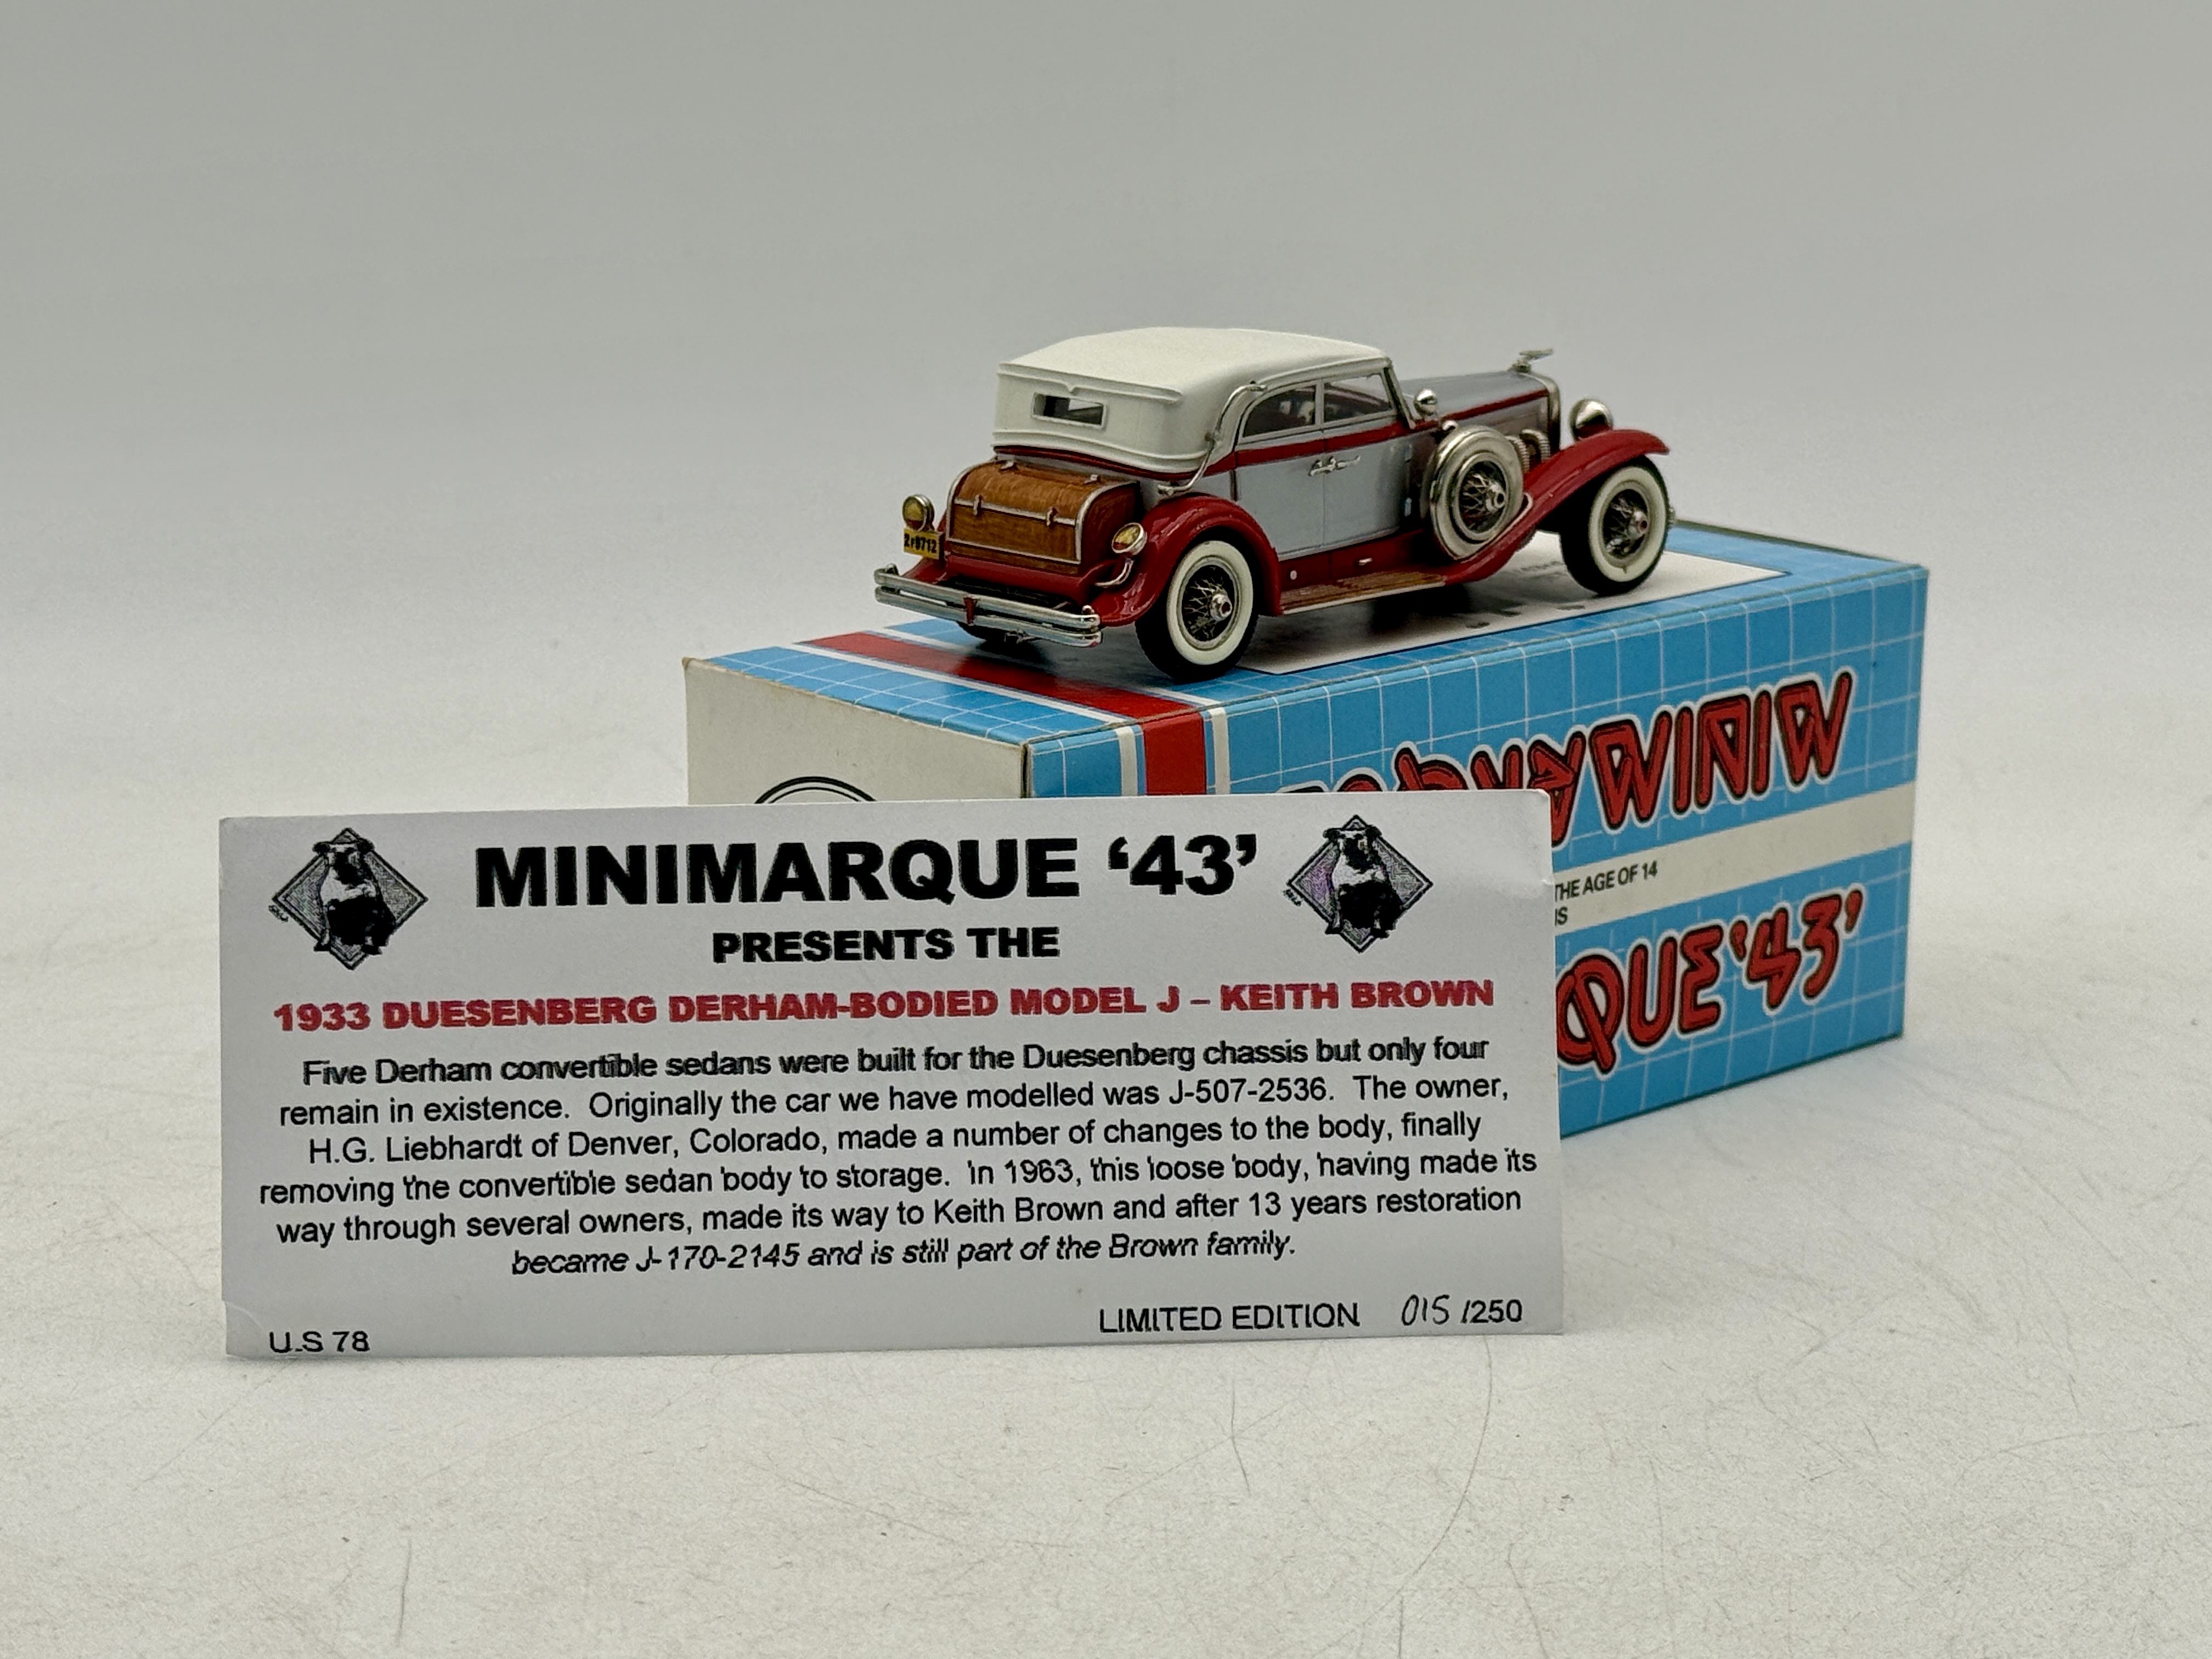 MINIMARQUE '43'
PRESENTS THE
1933 DUESENBERG DERHAM-BODIED MODEL J – KEITH BROWN
Five Derham convertible sedans were built for the Duesenberg chassis but only four
remain in existence. Originally the car we have modelled was J-507-2536. The owner,
H.G. Liebhardt of Denver, Colorado, made a number of changes to the body, finally
removing the convertible sedan body to storage. In 1963, this loose body, having made its
way through several owners, made its way to Keith Brown and after 13 years restoration
became J-170-2145 and is still part of the Brown family.
U.S 78
LIMITED EDITION 015 /250
THE AGE OF 14
QUE '43'